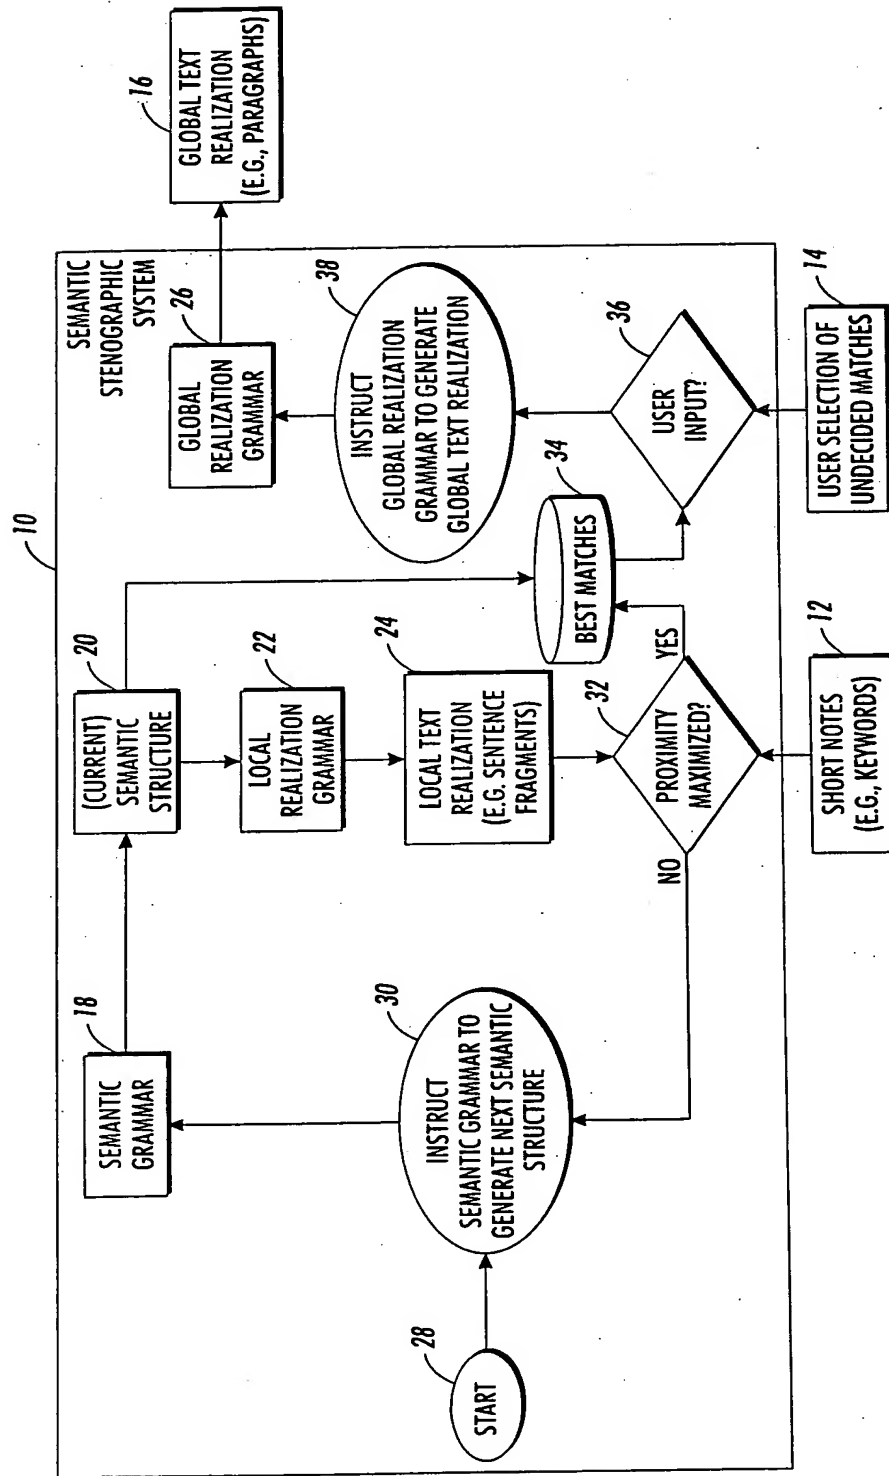 10
SEMANTIC
STENOGRAPHIC
SYSTEM
28
START
30
INSTRUCT
SEMANTIC GRAMMAR TO
GENERATE NEXT SEMANTIC
STRUCTURE
18
SEMANTIC
GRAMMAR
20
(CURRENT)
SEMANTIC
STRUCTURE
22
LOCAL
REALIZATION
GRAMMAR
24
LOCAL TEXT
REALIZATION
(E.G. SENTENCE
FRAGMENTS)
32
PROXIMITY
MAXIMIZED?
NO
YES
12
SHORT NOTES
(E.G., KEYWORDS)
34
BEST MATCHES
36
USER
INPUT?
14
USER SELECTION OF
UNDECIDED MATCHES
38
INSTRUCT
GLOBAL REALIZATION
GRAMMAR TO GENERATE
GLOBAL TEXT REALIZATION
26
GLOBAL
REALIZATION
GRAMMAR
16
GLOBAL TEXT
REALIZATION
(E.G., PARAGRAPHS)